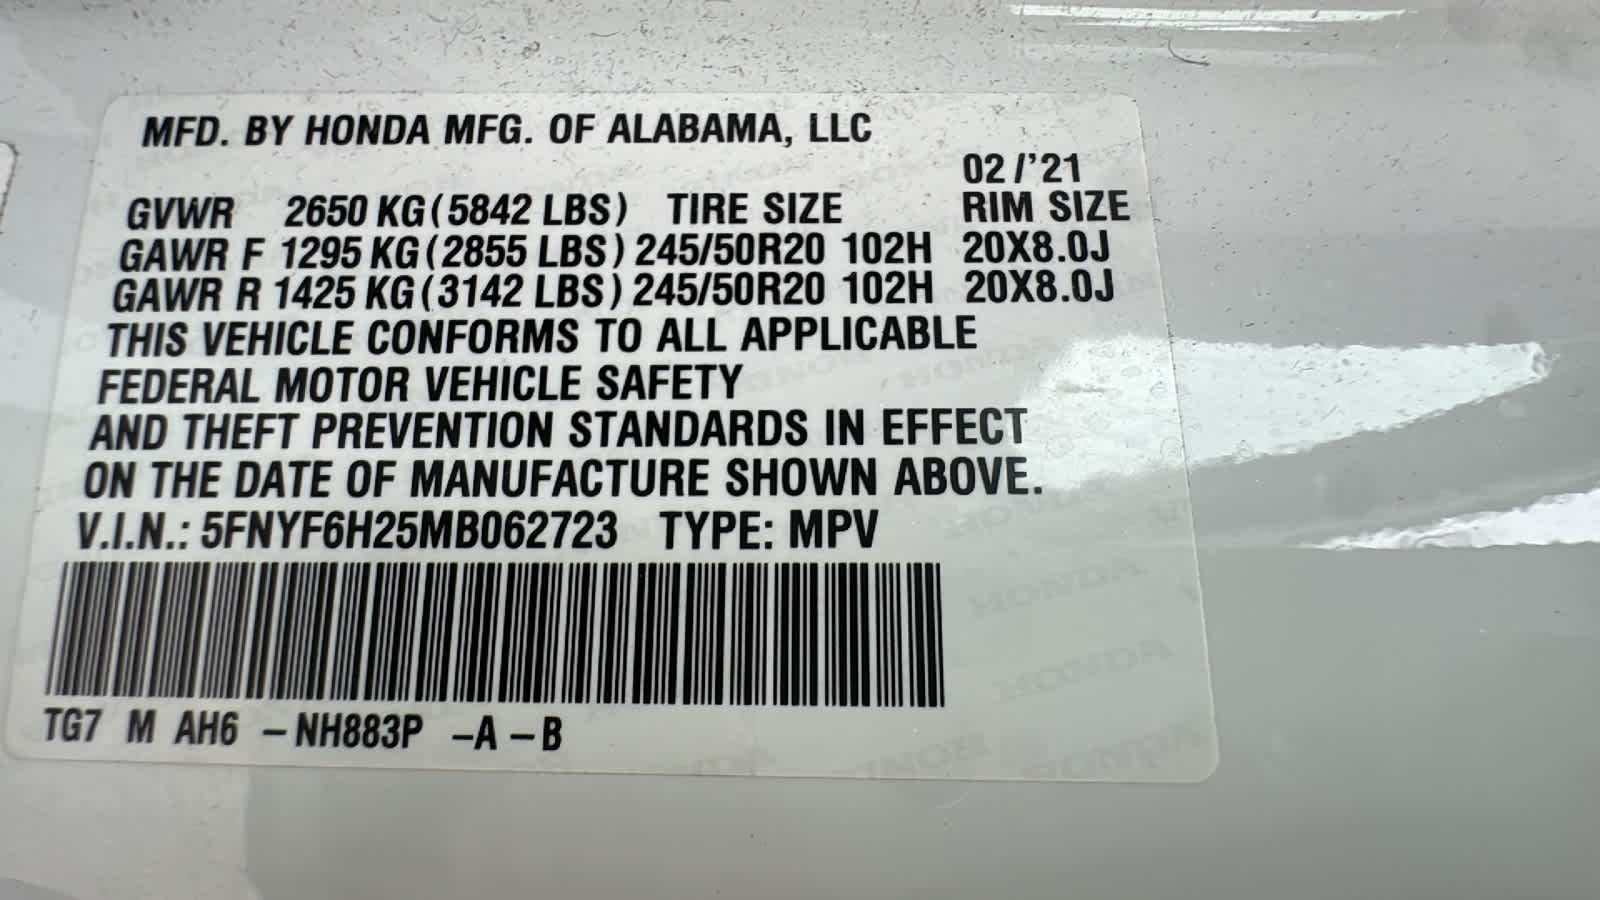 MFD. BY HONDA MFG. OF ALABAMA, LLC
02/'21
GVWR 2650 KG (5842 LBS) TIRE SIZE RIM SIZE
GAWR F 1295 KG (2855 LBS) 245/50R20 102H 20X8.0J
GAWR R 1425 KG (3142 LBS) 245/50R20 102H 20X8.0J
THIS VEHICLE CONFORMS TO ALL APPLICABLE
FEDERAL MOTOR VEHICLE SAFETY
AND THEFT PREVENTION STANDARDS IN EFFECT
ON THE DATE OF MANUFACTURE SHOWN ABOVE.
V.I.N.: 5FNYF6H25MB062723 TYPE: MPV
TG7 M AH6 – NH883P –A – B